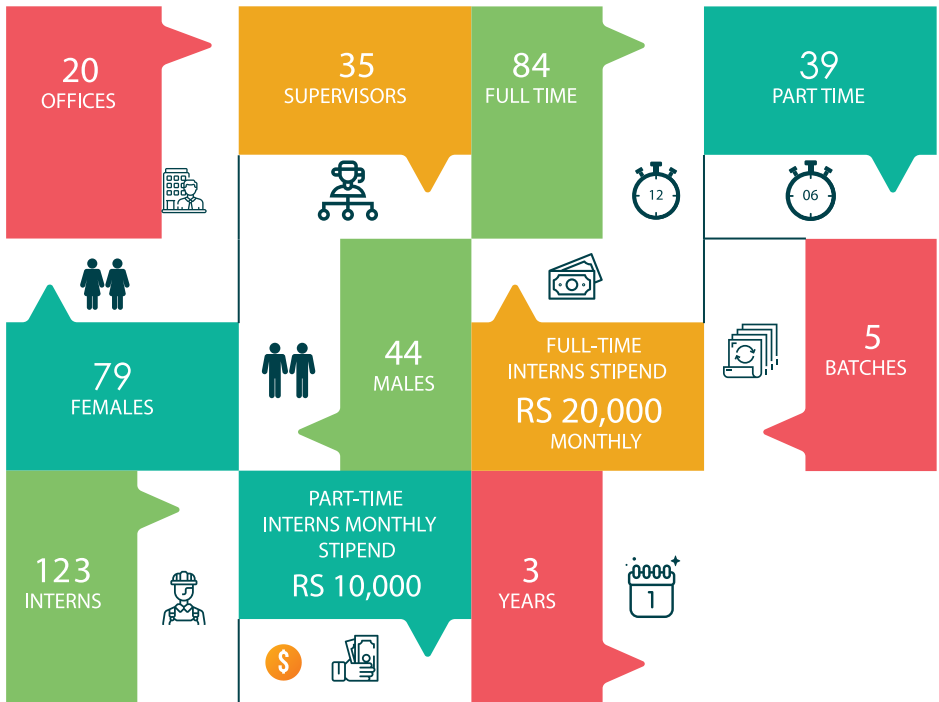 20
OFFICES
35
SUPERVISORS
84
FULL TIME
39
PART TIME
12
06
79
FEMALES
44
MALES
FULL-TIME
INTERNS STIPEND
RS 20,000
MONTHLY
5
BATCHES
123
INTERNS
PART-TIME
INTERNS MONTHLY
STIPEND
RS 10,000
$
3
YEARS
1